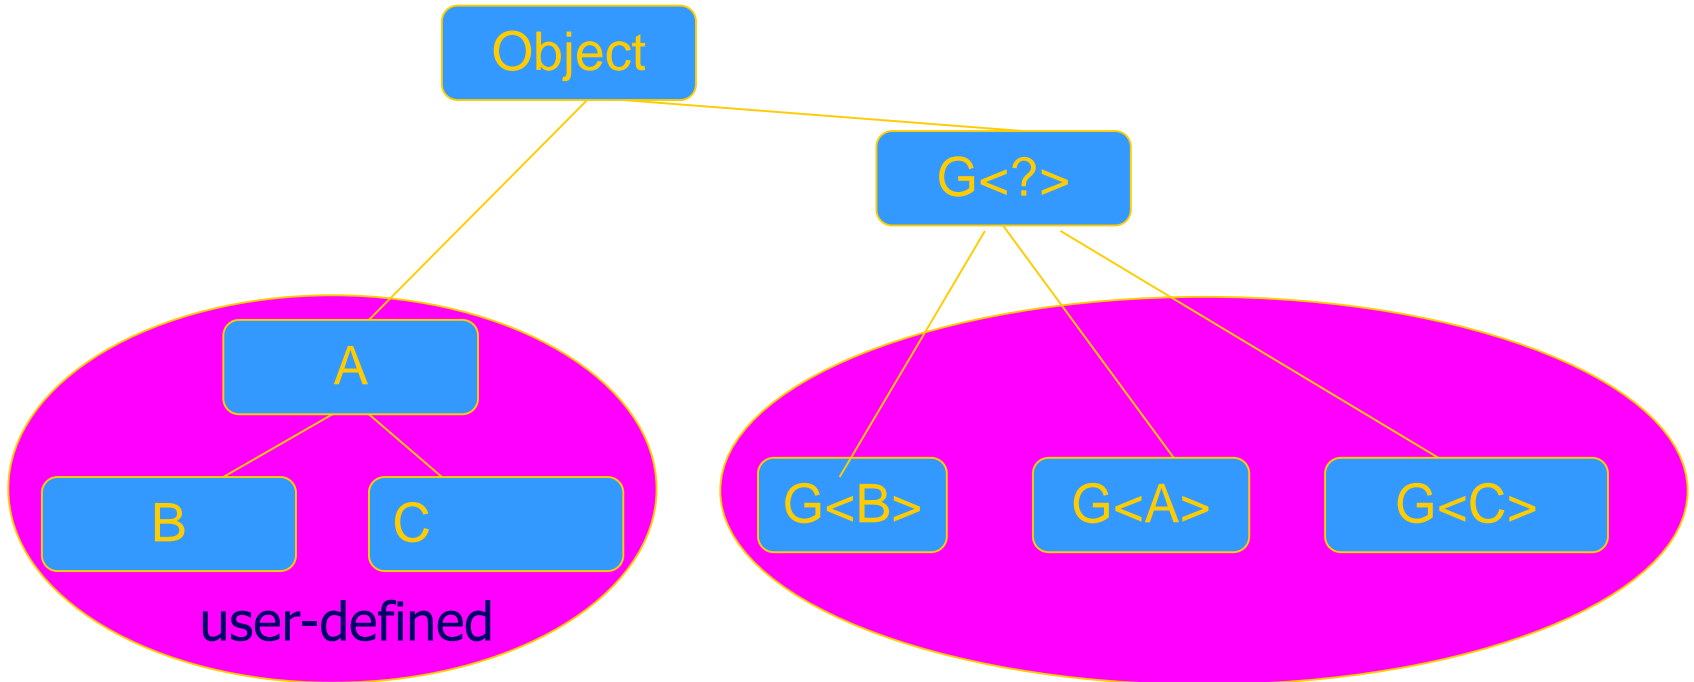 Object
G<?>
A
B
C
G<B>
G<A>
G<C>
user-defined